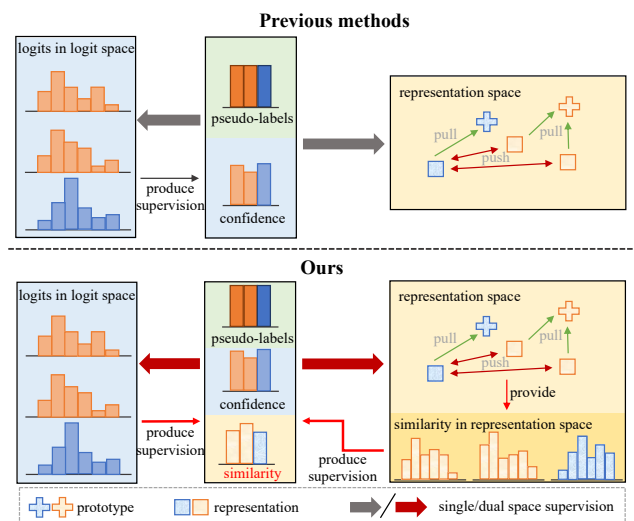 Previous methods
logits in logit space
pseudo-labels
produce
supervision
confidence
representation space
pull
push
pull
Ours
logits in logit space
pseudo-labels
confidence
produce
supervision
similarity
representation space
pull
push
pull
provide
similarity in representation space
produce
supervision
prototype
representation
single/dual space supervision